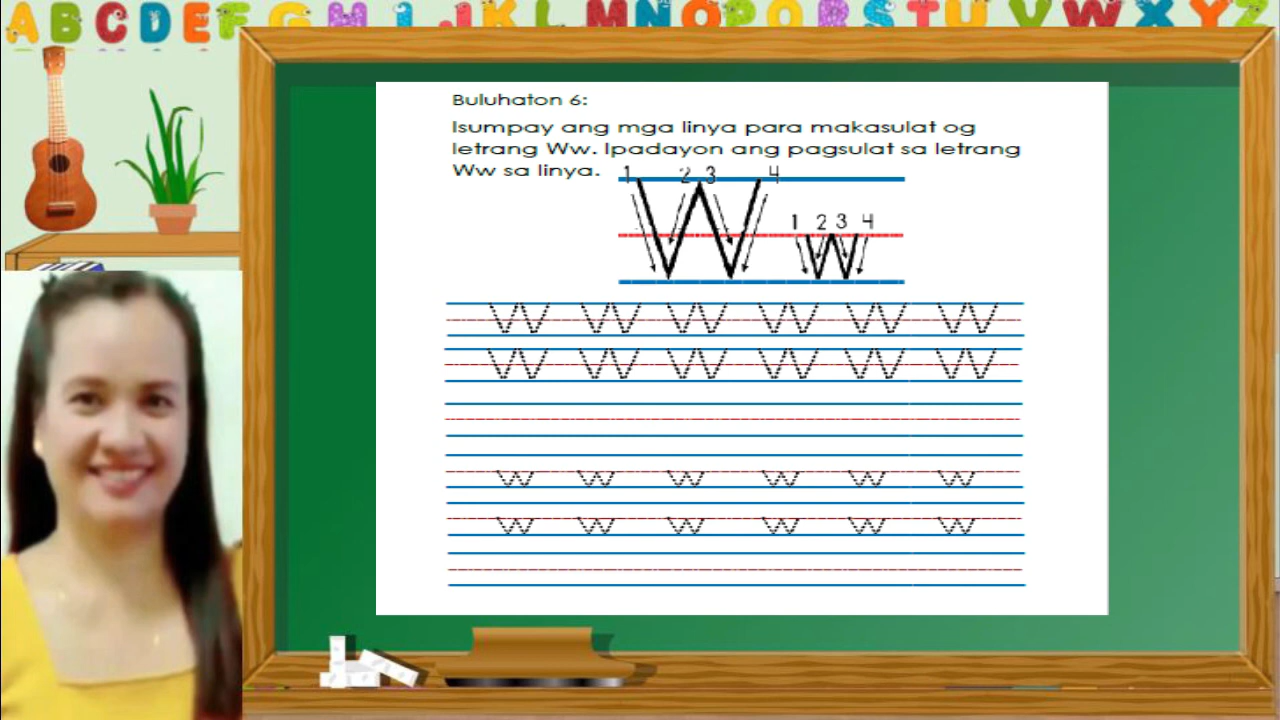 A B C D E F G H I J K L M N O P Q R S T U V W X Y Z
Buluhaton 6:
Isumpay ang mga linya para makasulat og
letrang Ww. Ipadayon ang pagsulat sa letrang
Ww sa linya.
1 2 3 4
W
1 2 3 4
w
W W W W W W
W W W W W W
w w w w w w
w w w w w w